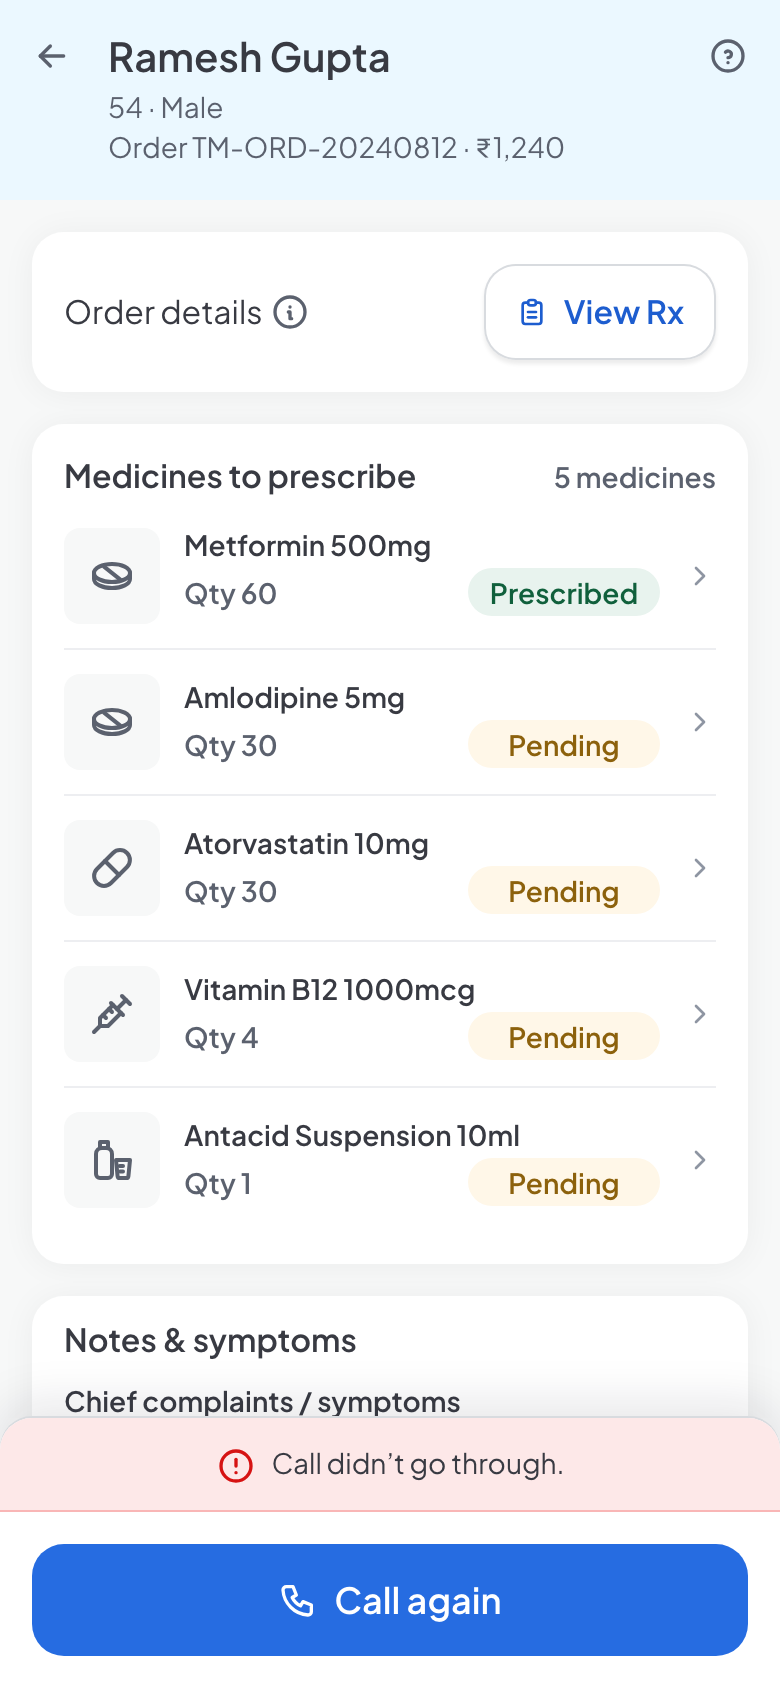 Ramesh Gupta
54 · Male
Order TM-ORD-20240812 · ₹1,240
Order details
View Rx
Medicines to prescribe
5 medicines
Metformin 500mg
Qty 60
Prescribed
Amlodipine 5mg
Qty 30
Pending
Atorvastatin 10mg
Qty 30
Pending
Vitamin B12 1000mcg
Qty 4
Pending
Antacid Suspension 10ml
Qty 1
Pending
Notes & symptoms
Chief complaints / symptoms
Call didn’t go through.
Call again